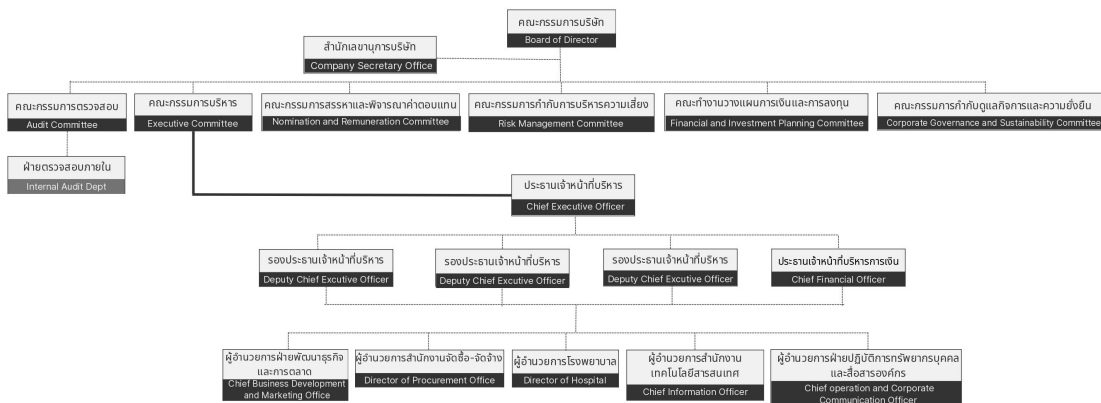 คณะกรรมการบริษัท
Board of Director
สำนักเลขานุการบริษัท
Company Secretary Office
คณะกรรมการตรวจสอบ
Audit Committee
คณะกรรมการบริหาร
Executive Committee
คณะกรรมการสรรหาและพิจารณาค่าตอบแทน
Nomination and Remuneration Committee
คณะกรรมการกำกับการบริหารความเสี่ยง
Risk Management Committee
คณะทำงานวางแผนการเงินและการลงทุน
Financial and Investment Planning Committee
คณะกรรมการกำกับดูแลกิจการและความยั่งยืน
Corporate Governance and Sustainability Committee
ฝ่ายตรวจสอบภายใน
Internal Audit Dept
ประธานเจ้าหน้าที่บริหาร
Chief Executive Officer
รองประธานเจ้าหน้าที่บริหาร
Deputy Chief Excutive Officer
รองประธานเจ้าหน้าที่บริหาร
Deputy Chief Excutive Officer
รองประธานเจ้าหน้าที่บริหาร
Deputy Chief Excutive Officer
ประธานเจ้าหน้าที่บริหารการเงิน
Chief Financial Officer
ผู้อำนวยการฝ่ายพัฒนาธุรกิจ
และการตลาด
Chief Business Development
and Marketing Office
ผู้อำนวยการสำนักงานจัดซื้อ-จัดจ้าง
Director of Procurement Office
ผู้อำนวยการโรงพยาบาล
Director of Hospital
ผู้อำนวยการสำนักงาน
เทคโนโลยีสารสนเทศ
Chief Information Officer
ผู้อำนวยการฝ่ายปฏิบัติการทรัพยากรบุคคล
และสื่อสารองค์กร
Chief operation and Corporate
Communication Officer